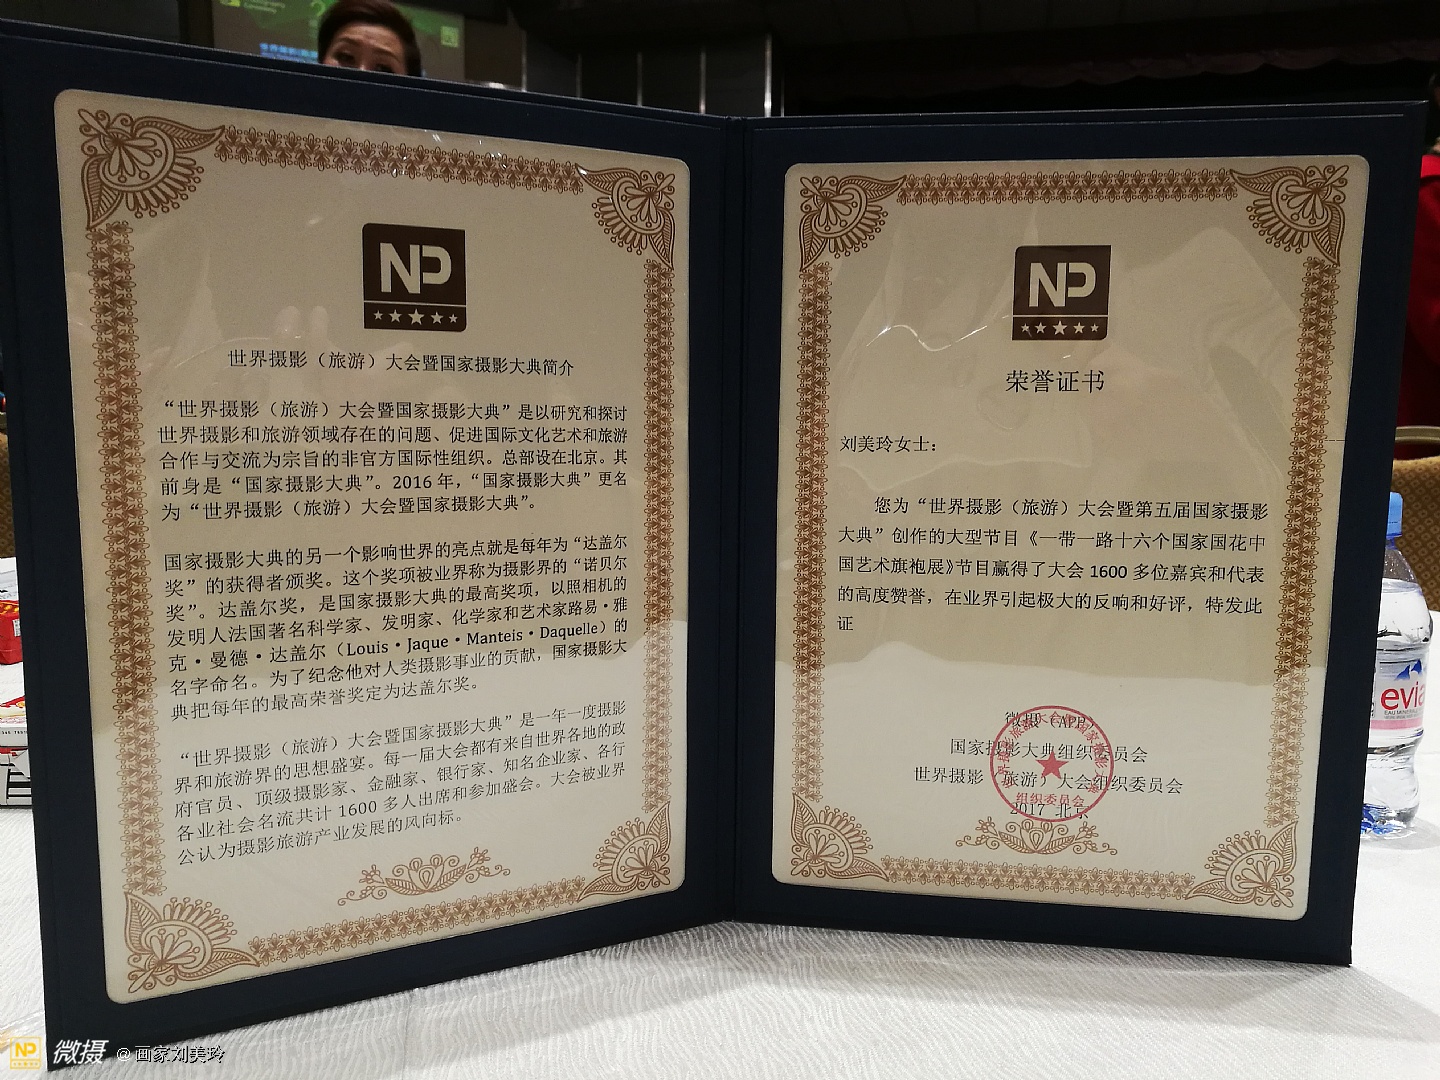 NP
世界摄影（旅游）大会暨国家摄影大典简介
“世界摄影（旅游）大会暨国家摄影大典”是以研究和探讨
世界摄影和旅游领域存在的问题、促进国际文化艺术和旅游
合作与交流为宗旨的非官方国际性组织。总部设在北京。其
前身是“国家摄影大典”。2016 年，“国家摄影大典”更名
为“世界摄影（旅游）大会暨国家摄影大典”。
国家摄影大典的另一个影响世界的亮点就是每年为“达盖尔
奖”的获得者颁奖。这个奖项被业界称为摄影界的“诺贝尔
奖”。达盖尔奖，是国家摄影大典的最高奖项，以照相机的
发明人法国著名科学家、发明家、化学家和艺术家路易·雅
克·曼德·达盖尔（Louis·Jaque·Manteis·Daquelle）的
名字命名。为了纪念他对人类摄影事业的贡献，国家摄影大
典把每年的最高荣誉奖定为达盖尔奖。
“世界摄影（旅游）大会暨国家摄影大典”是一年一度摄影
界和旅游界的思想盛宴。每一届大会都有来自世界各地的政
府官员、顶级摄影家、金融家、银行家、知名企业家、各行
各业社会名流共计 1600 多人出席和参加盛会。大会被业界
公认为摄影旅游产业发展的风向标。
NP
荣誉证书
刘美玲女士：
您为“世界摄影（旅游）大会暨第五届国家摄影
大典”创作的大型节目《一带一路十六个国家国花中
国艺术旗袍展》节目赢得了大会 1600 多位嘉宾和代表
的高度赞誉，在业界引起极大的反响和好评，特发此
证
微摄（APP）
国家摄影大典组织委员会
世界摄影（旅游）大会组织委员会
2017 北京
组织委员会
evia
NP 微摄 @画家刘美玲